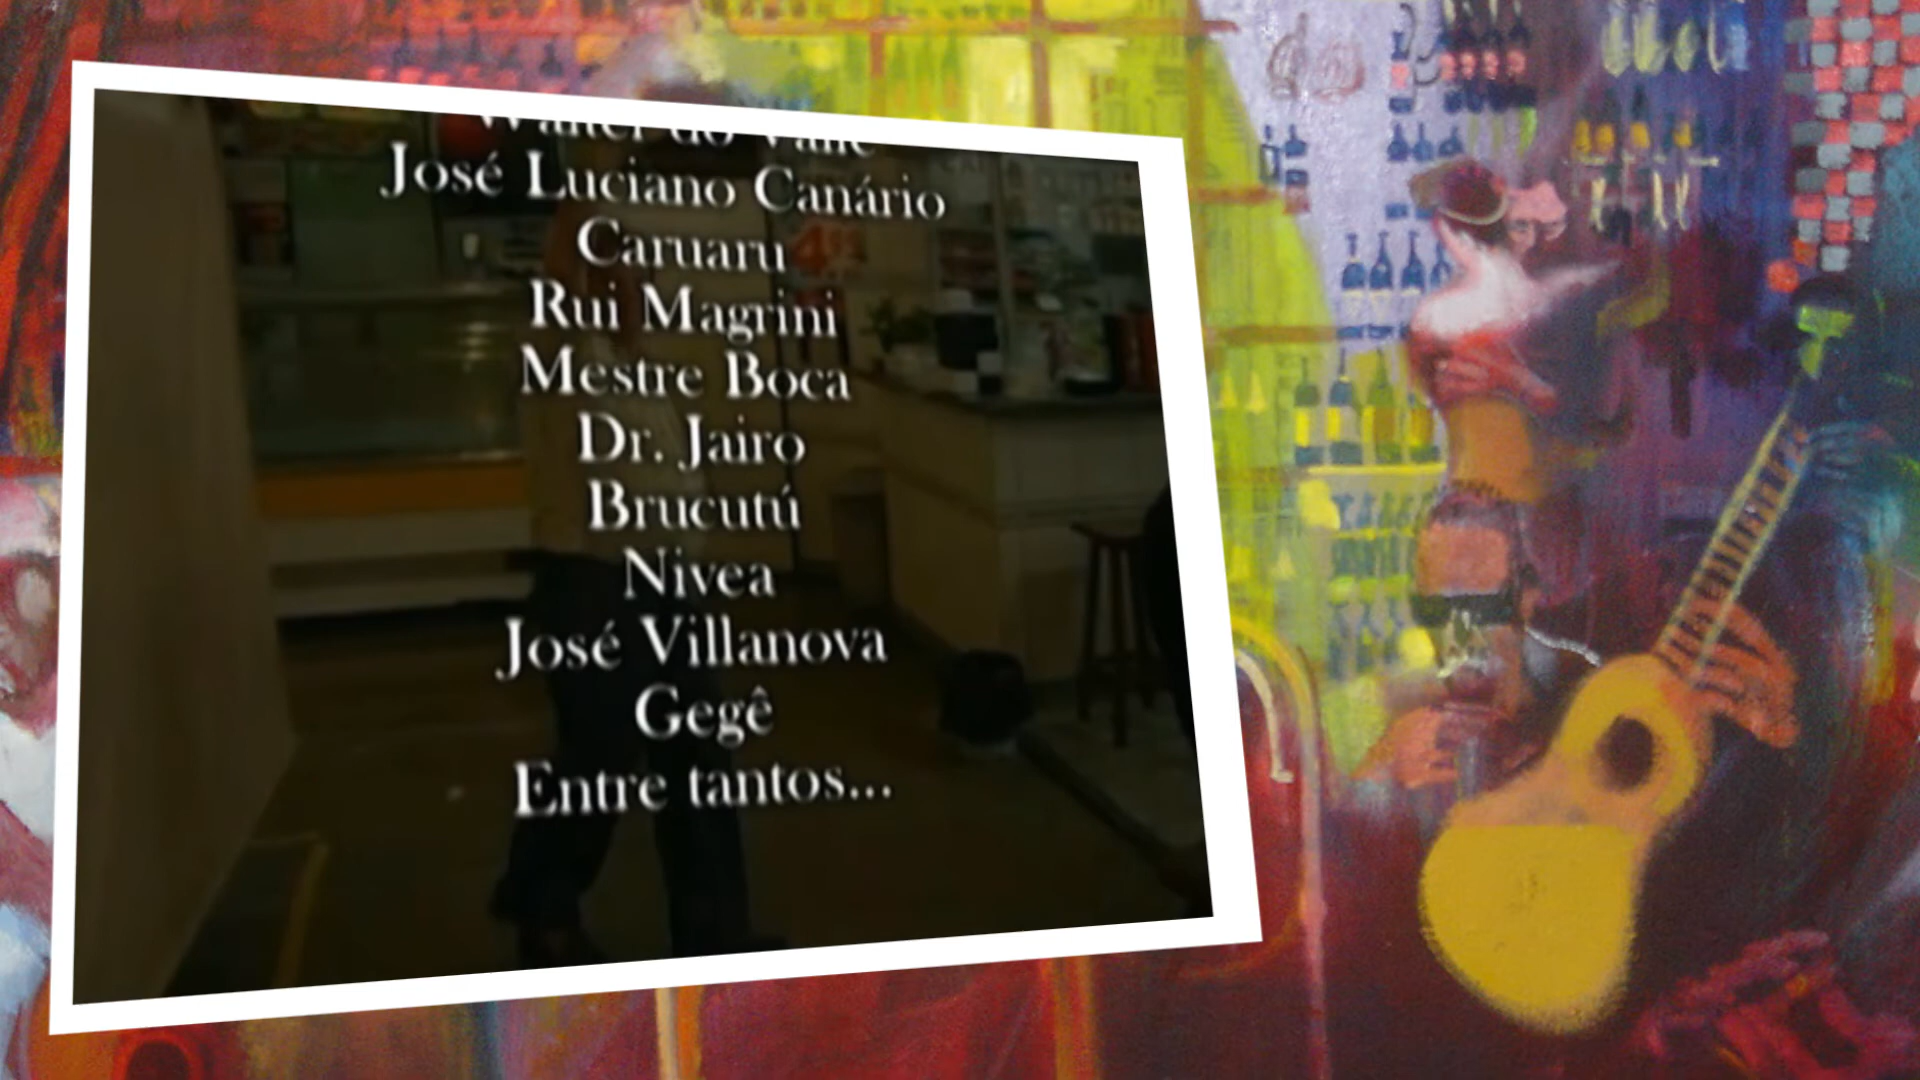 José Luciano Canário
Caruaru
Rui Magrini
Mestre Boca
Dr. Jairo
Brucutú
Nivea
José Villanova
Gegê
Entre tantos...